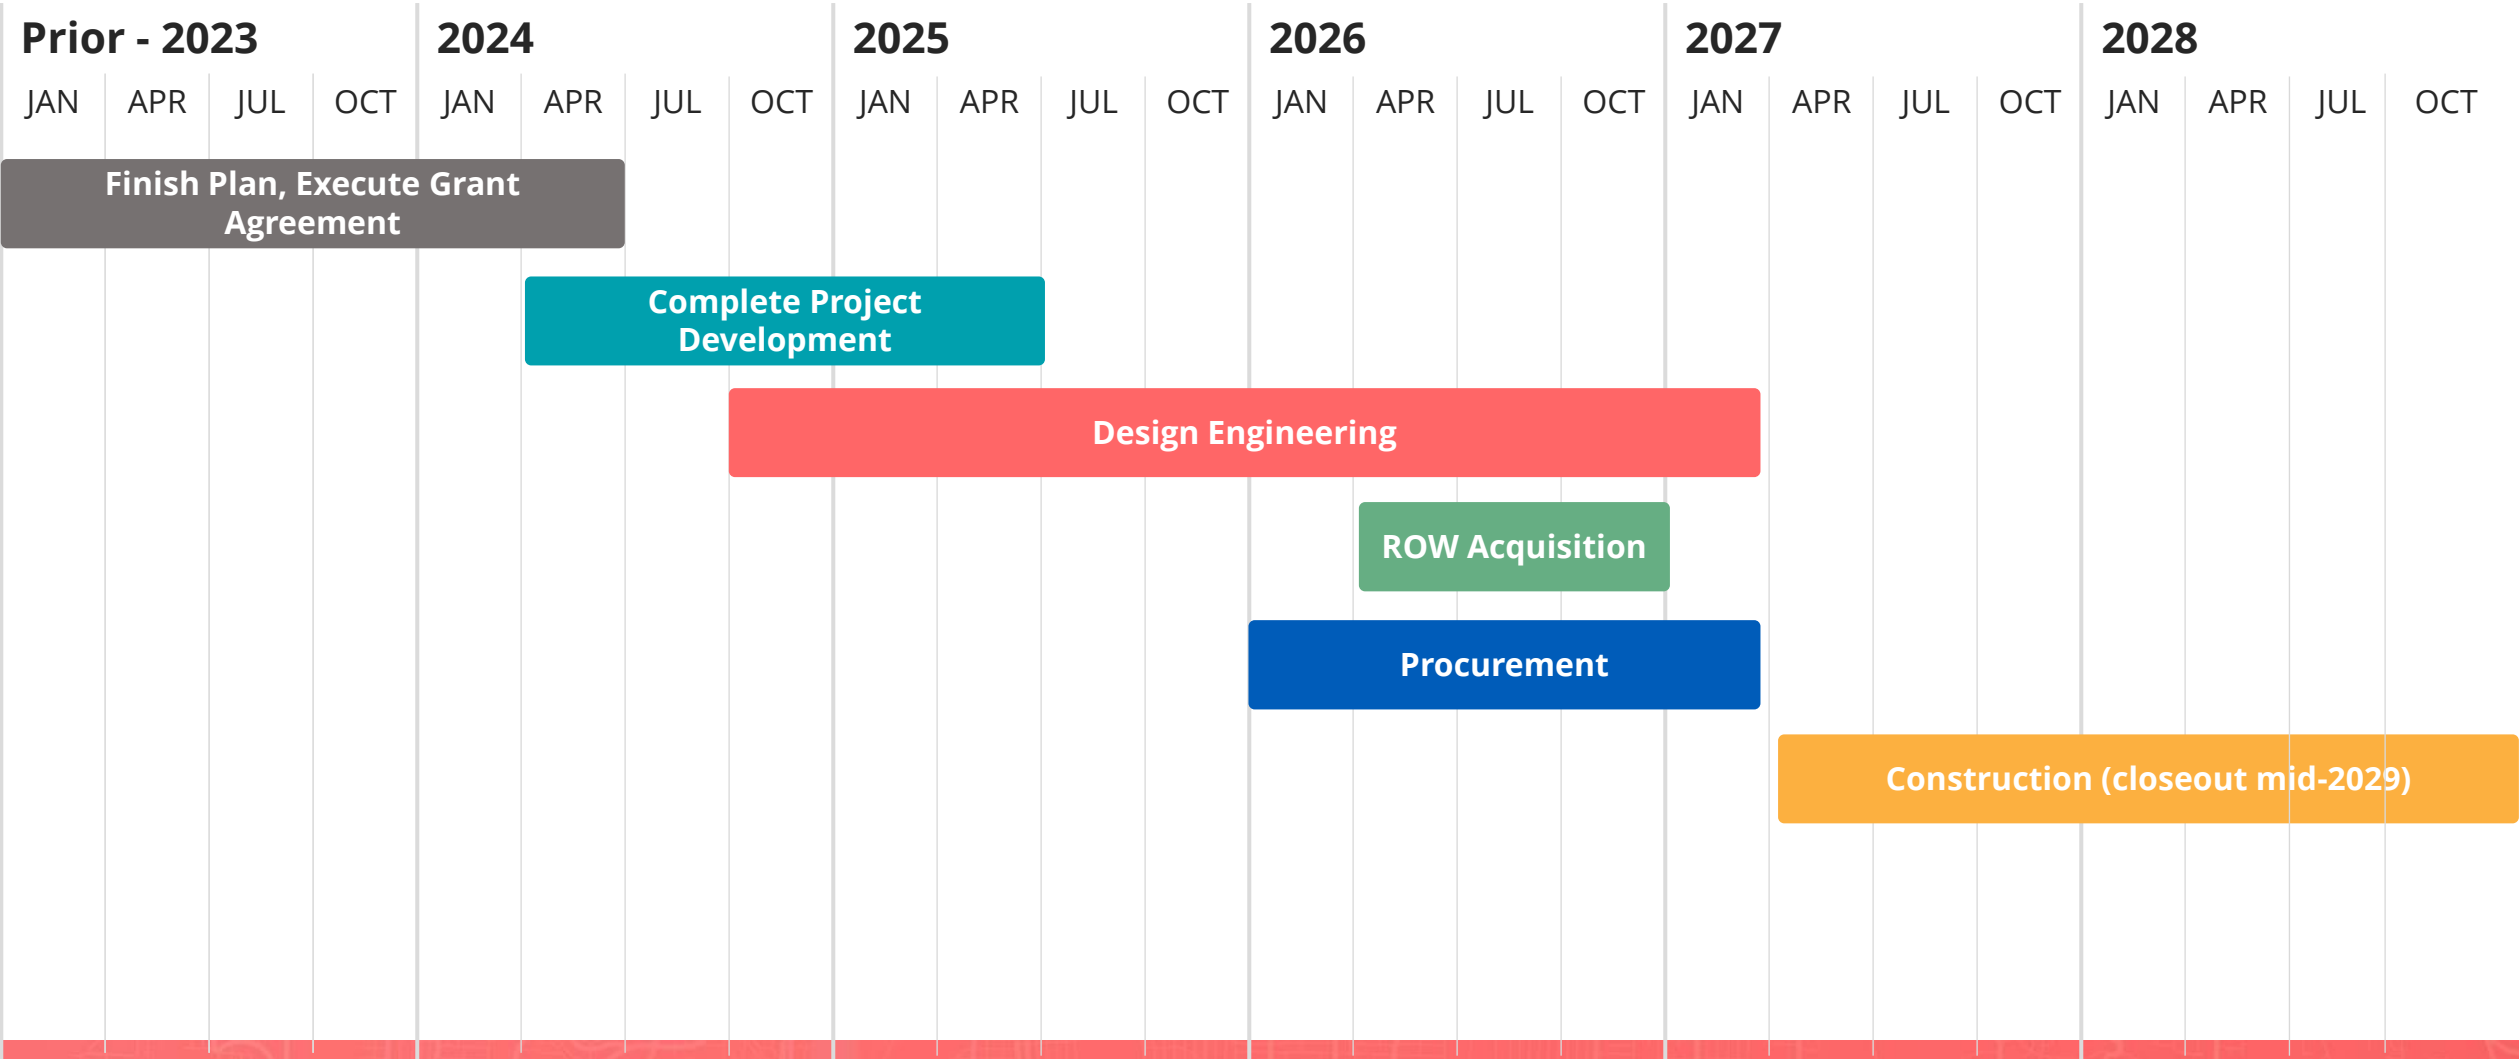 Prior - 2023 2024 2025 2026 2027 2028
JAN APR JUL OCT JAN APR JUL OCT JAN APR JUL OCT JAN APR JUL OCT JAN APR JUL OCT JAN APR JUL OCT
Finish Plan, Execute Grant
Agreement
Complete Project
Development
Design Engineering
ROW Acquisition
Procurement
Construction (closeout mid-2029)